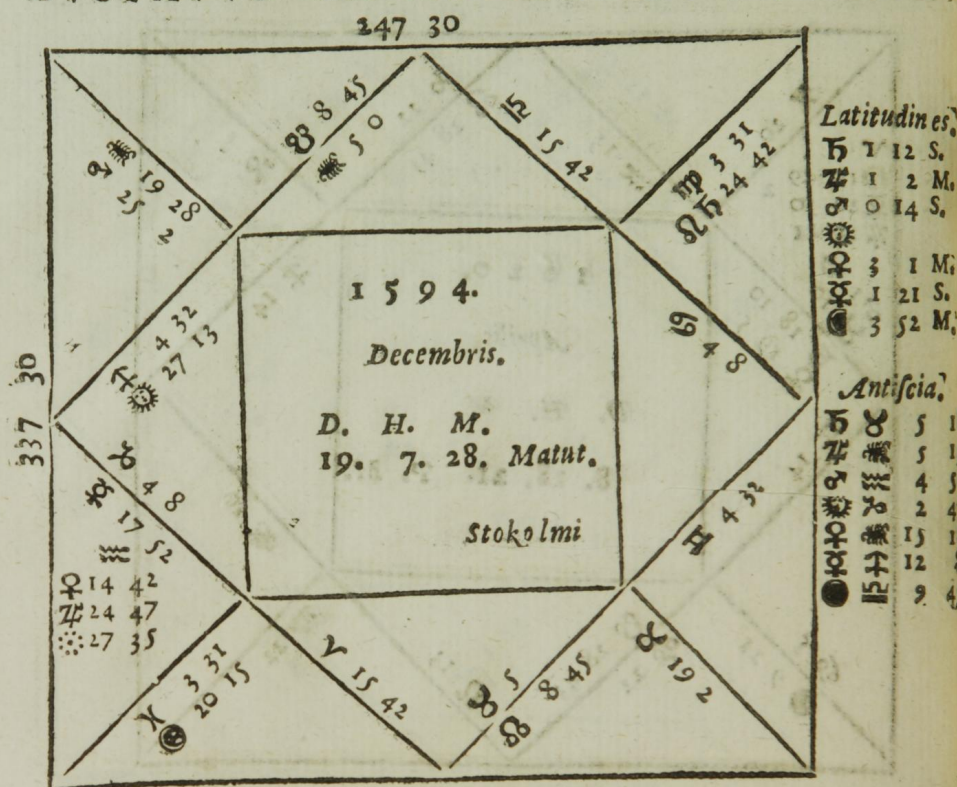 247 30
☋ 8 45
♏ 5 0
♎ 15 42
♍ 3 31
♌ ♄ 24 42
♏ 19 2
♂ 25 28
♐ 4 32
☉ 27 13
♋ 4 8
337 30
1594.
Decembris.
D. H. M.
19. 7. 28. Matut.
Stokolmi
♑ 4 8
☿ 17 52
♒
♀ 14 42
♃ 24 47
27 35
♊ 4 32
♓ 3 31
20 15
♈ 15 42
♉ 5
☊ 8 45
♉ 19 2
Latitudines.
♄ 1 12 S.
♃ 1 2 M.
♂ 0 14 S.
☉
♀ 3 1 M.
☿ 1 21 S.
● 3 52 M.
Antiſcia.
♄ ♉ 5
♃ ♏ 5
♂ ♒ 4
☉ ♑ 2
♀ ♏ 15
☿ ♐ 12
● ♎ 9